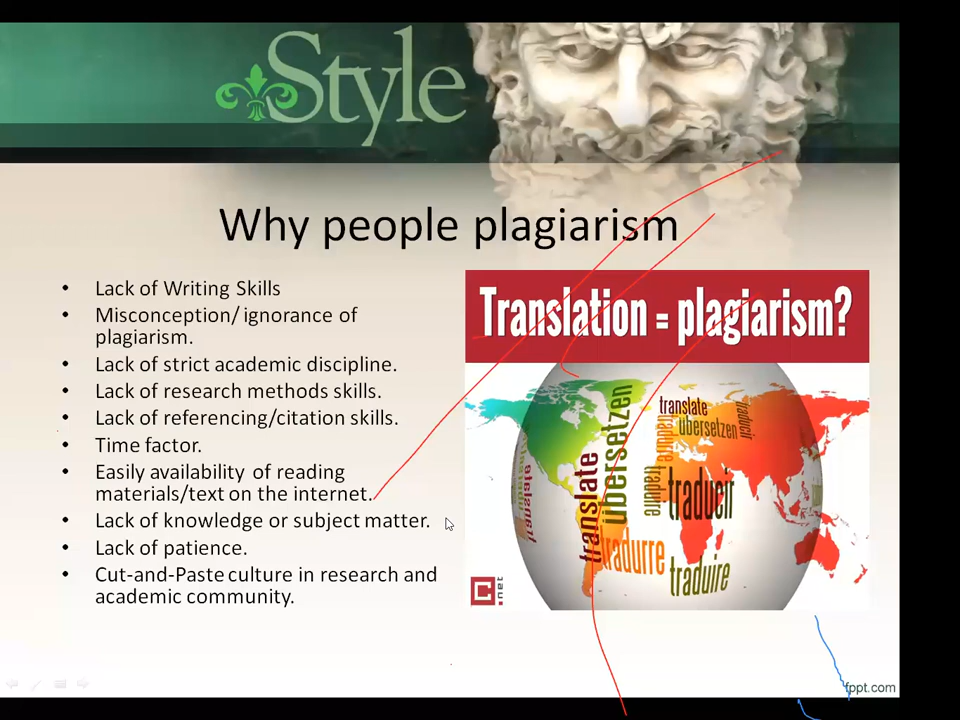 Style
Why people plagiarism
• Lack of Writing Skills
• Misconception/ ignorance of
plagiarism.
• Lack of strict academic discipline.
• Lack of research methods skills.
• Lack of referencing/citation skills.
• Time factor.
• Easily availability of reading
materials/text on the internet.
• Lack of knowledge or subject matter.
• Lack of patience.
• Cut-and-Paste culture in research and
academic community.
Translation = plagiarism?
translate
übersetzen
traducir
übersetzen
tradurre
translate
traduire
traducir
translate
tradurre
traduire
fppt.com